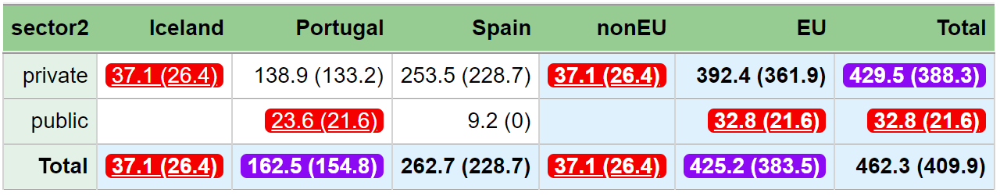 sector2 Iceland Portugal Spain nonEU EU Total
private 37.1 (26.4) 138.9 (133.2) 253.5 (228.7) 37.1 (26.4) 392.4 (361.9) 429.5 (388.3)
public 23.6 (21.6) 9.2 (0) 32.8 (21.6) 32.8 (21.6)
Total 37.1 (26.4) 162.5 (154.8) 262.7 (228.7) 37.1 (26.4) 425.2 (383.5) 462.3 (409.9)